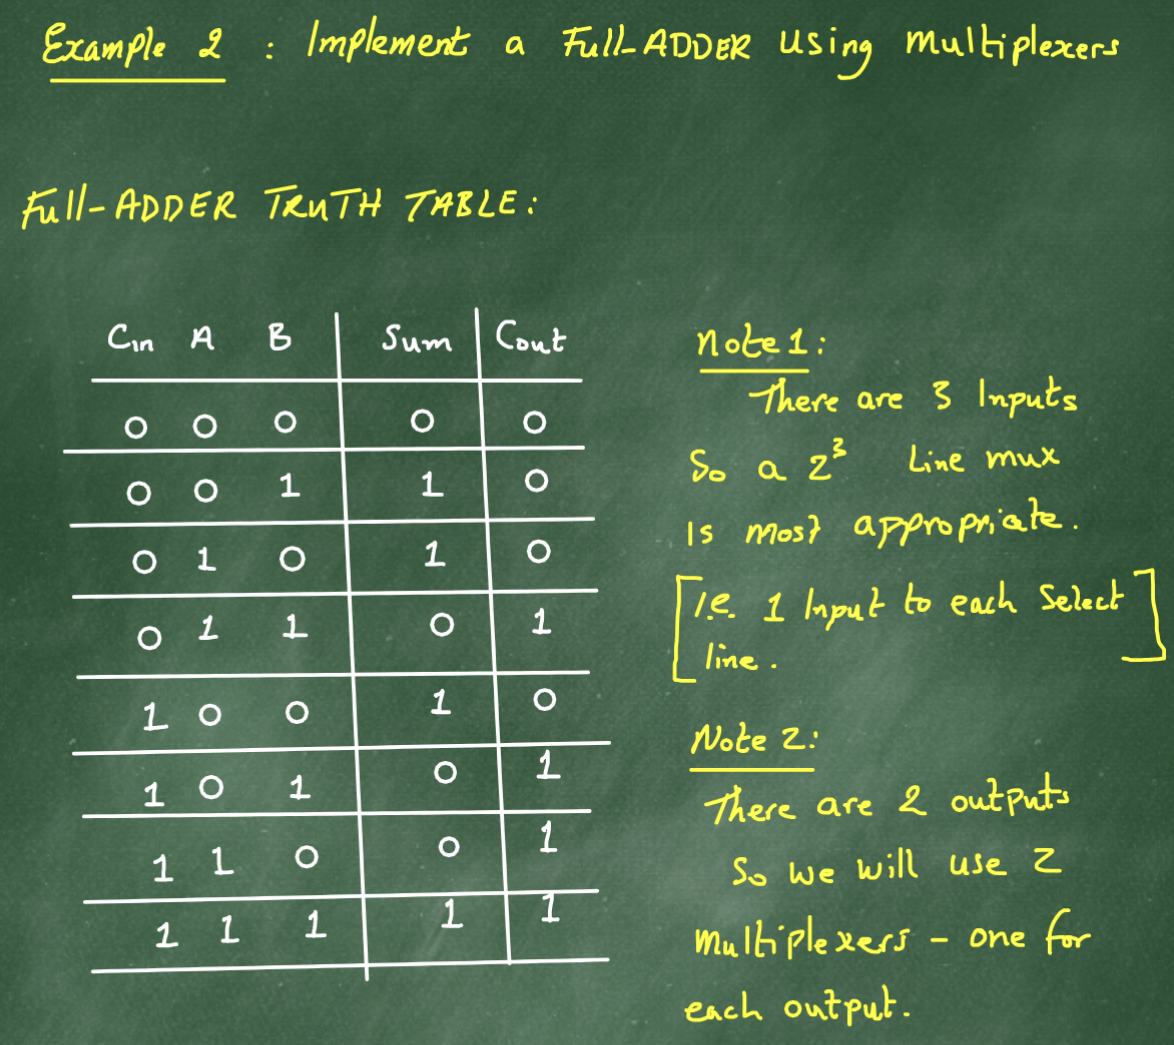 Example 2 : Implement a Full-ADDER using Multiplexers
Full-ADDER TRUTH TABLE:
Cin A B Sum Cout
0 0 0 0 0
0 0 1 1 0
0 1 0 1 0
0 1 1 0 1
1 0 0 1 0
1 0 1 0 1
1 1 0 0 1
1 1 1 1 1
Note 1:
There are 3 Inputs
So a 2³ Line mux
Is most appropriate.
[i.e. 1 Input to each Select
line.]
Note 2:
There are 2 outputs
So we will use 2
Multiplexers - one for
each output.